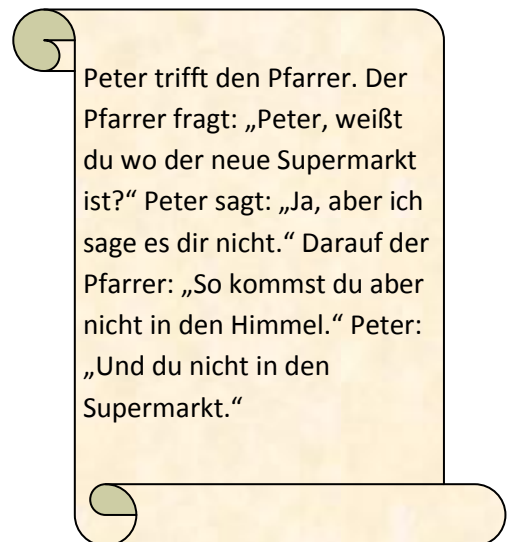 Peter trifft den Pfarrer. Der
Pfarrer fragt: „Peter, weißt
du wo der neue Supermarkt
ist?“ Peter sagt: „Ja, aber ich
sage es dir nicht.“ Darauf der
Pfarrer: „So kommst du aber
nicht in den Himmel.“ Peter:
„Und du nicht in den
Supermarkt.“